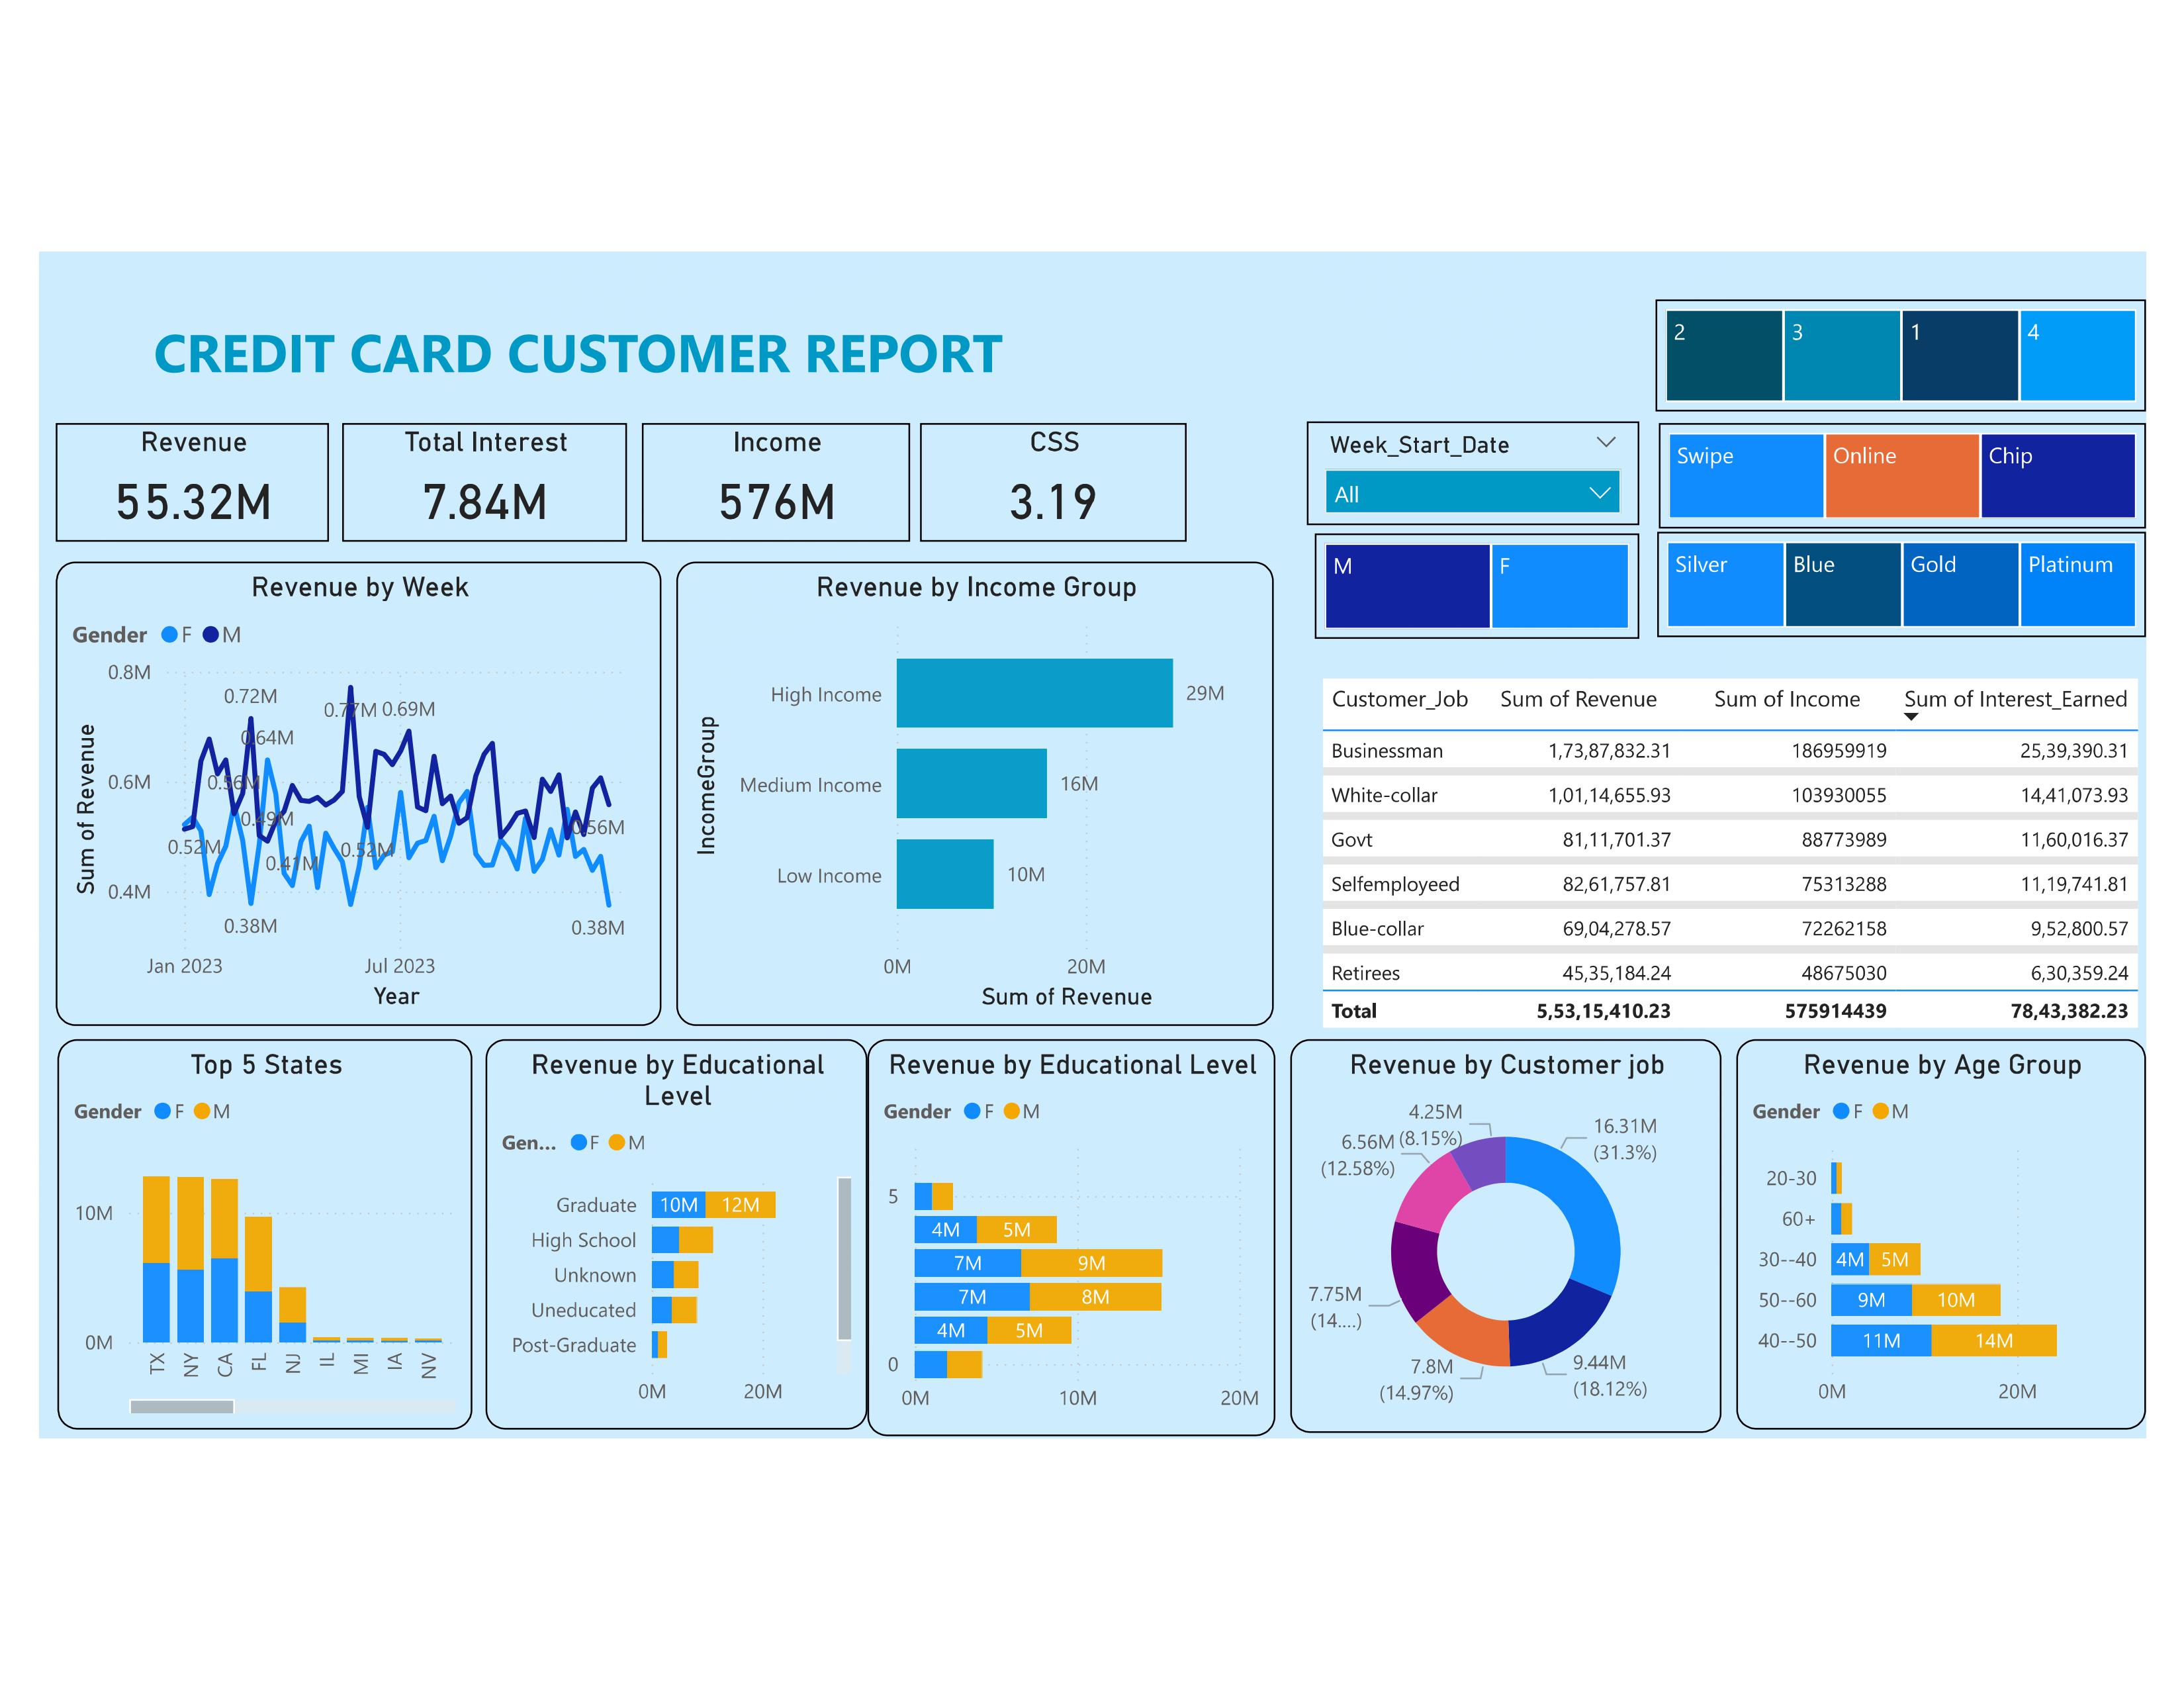 CREDIT CARD CUSTOMER REPORT
2 3 1 4
Revenue
55.32M
Total Interest
7.84M
Income
576M
CSS
3.19
Week_Start_Date
All
Swipe Online Chip
M F
Silver Blue Gold Platinum
Revenue by Week
Gender F M
0.8M
0.6M
0.4M
Sum of Revenue
0.72M
0.77M
0.69M
0.64M
0.56M
0.49M
0.52M
0.41M
0.52M
0.56M
0.38M
0.38M
Jan 2023
Jul 2023
Year
Revenue by Income Group
IncomeGroup
High Income 29M
Medium Income 16M
Low Income 10M
0M 20M
Sum of Revenue
Customer_Job Sum of Revenue Sum of Income Sum of Interest_Earned
Businessman 1,73,87,832.31 186959919 25,39,390.31
White-collar 1,01,14,655.93 103930055 14,41,073.93
Govt 81,11,701.37 88773989 11,60,016.37
Selfemployeed 82,61,757.81 75313288 11,19,741.81
Blue-collar 69,04,278.57 72262158 9,52,800.57
Retirees 45,35,184.24 48675030 6,30,359.24
Total 5,53,15,410.23 575914439 78,43,382.23
Top 5 States
Gender F M
10M
0M
TX NY CA FL NJ IL MI IA NV
Revenue by Educational
Level
Gen... F M
Graduate 10M 12M
High School
Unknown
Uneducated
Post-Graduate
0M 20M
Revenue by Educational Level
Gender F M
5
4M 5M
7M 9M
7M 8M
4M 5M
0
0M 10M 20M
Revenue by Customer job
4.25M
(8.15%)
16.31M
(31.3%)
6.56M
(12.58%)
7.75M
(14....)
7.8M
(14.97%)
9.44M
(18.12%)
Revenue by Age Group
Gender F M
20-30
60+
30--40 4M 5M
50--60 9M 10M
40--50 11M 14M
0M 20M